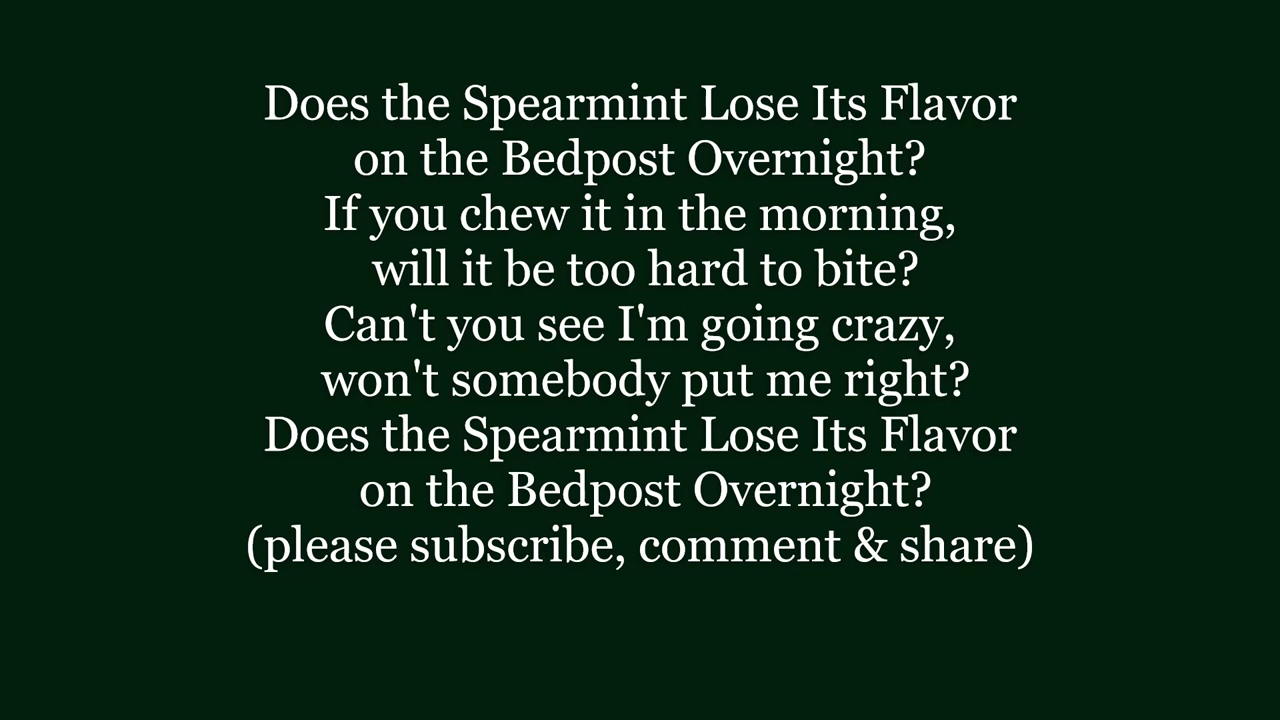 Does the Spearmint Lose Its Flavor
on the Bedpost Overnight?
If you chew it in the morning,
will it be too hard to bite?
Can't you see I'm going crazy,
won't somebody put me right?
Does the Spearmint Lose Its Flavor
on the Bedpost Overnight?
(please subscribe, comment & share)